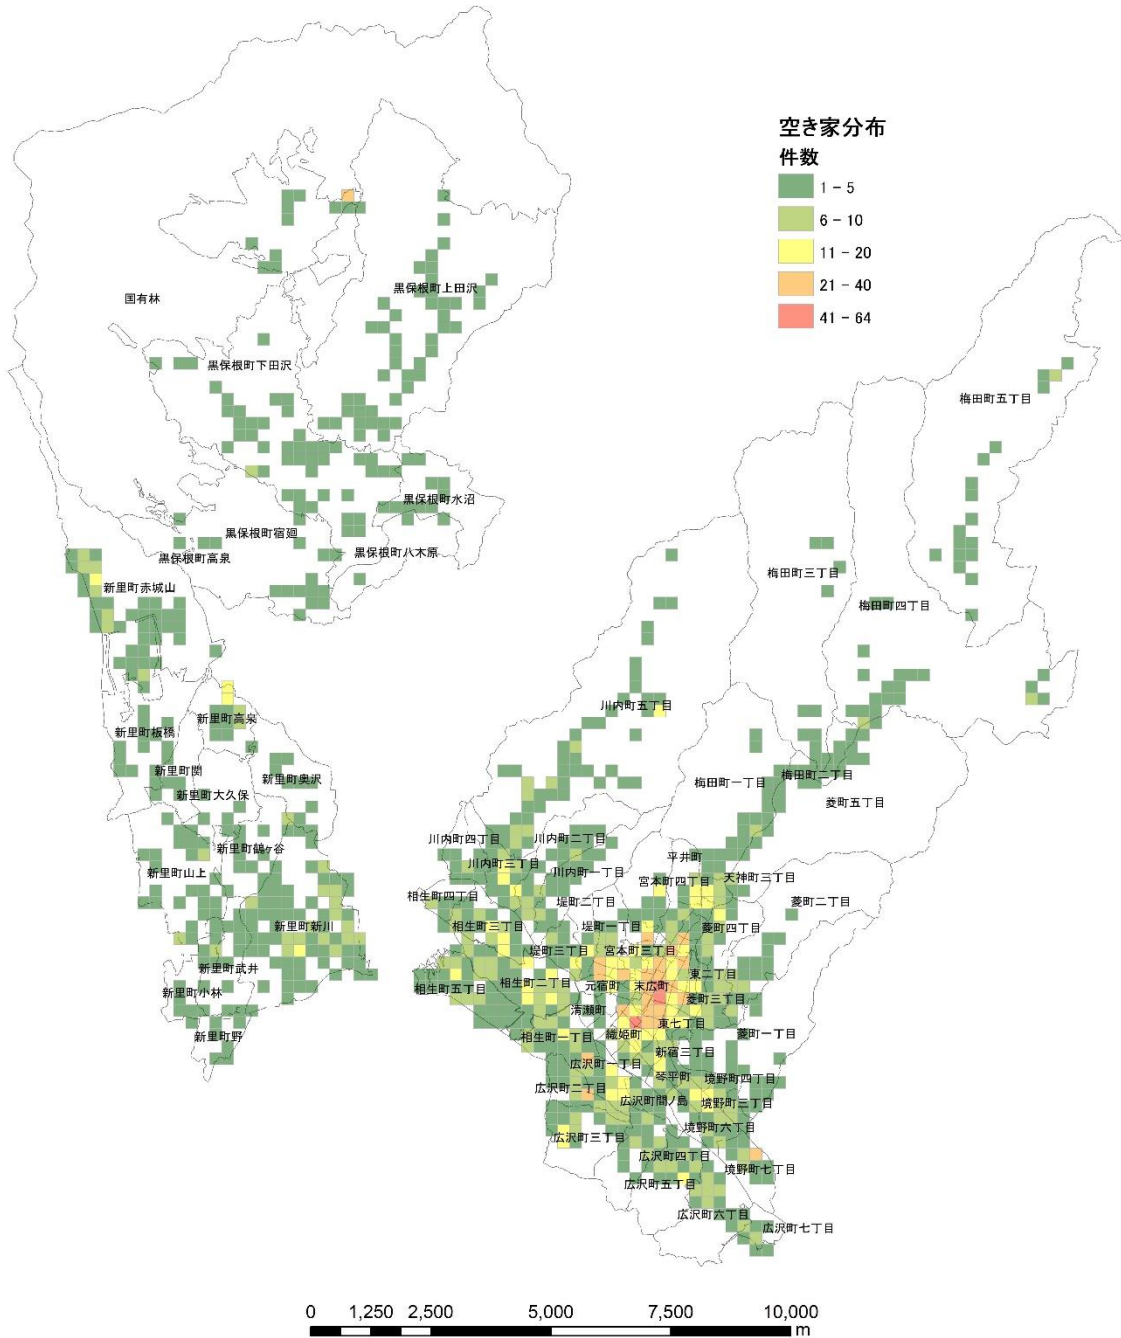 空き家分布
件数
1 - 5
6 - 10
11 - 20
21 - 40
41 - 64
国有林
黒保根町上田沢
黒保根町下田沢
梅田町五丁目
黒保根町水沼
黒保根町宿廻
黒保根町八木原
黒保根町高泉
梅田町三丁目
新里町赤城山
梅田町四丁目
川内町五丁目
新里町高泉
新里町板橋
新里町関
新里町奥沢
梅田町二丁目
梅田町一丁目
新里町大久保
菱町五丁目
川内町四丁目
川内町二丁目
新里町鶴ヶ谷
平井町
川内町三丁目
新里町山上
川内町一丁目
宮本町四丁目
天神町三丁目
相生町四丁目
堤町二丁目
菱町二丁目
新里町新川
相生町三丁目
堤町一丁目
菱町四丁目
堤町三丁目
宮本町三丁目
新里町武井
東二丁目
相生町五丁目
相生町二丁目
元宿町
末広町
新里町小林
菱町三丁目
清瀬町
東七丁目
新里町野
相生町一丁目
織姫町
菱町一丁目
新宿三丁目
広沢町一丁目
琴平町
境野町四丁目
広沢町二丁目
広沢町間ノ島
境野町三丁目
境野町六丁目
広沢町三丁目
広沢町四丁目
境野町七丁目
広沢町五丁目
広沢町六丁目
広沢町七丁目
0 1,250 2,500 5,000 7,500 10,000
m